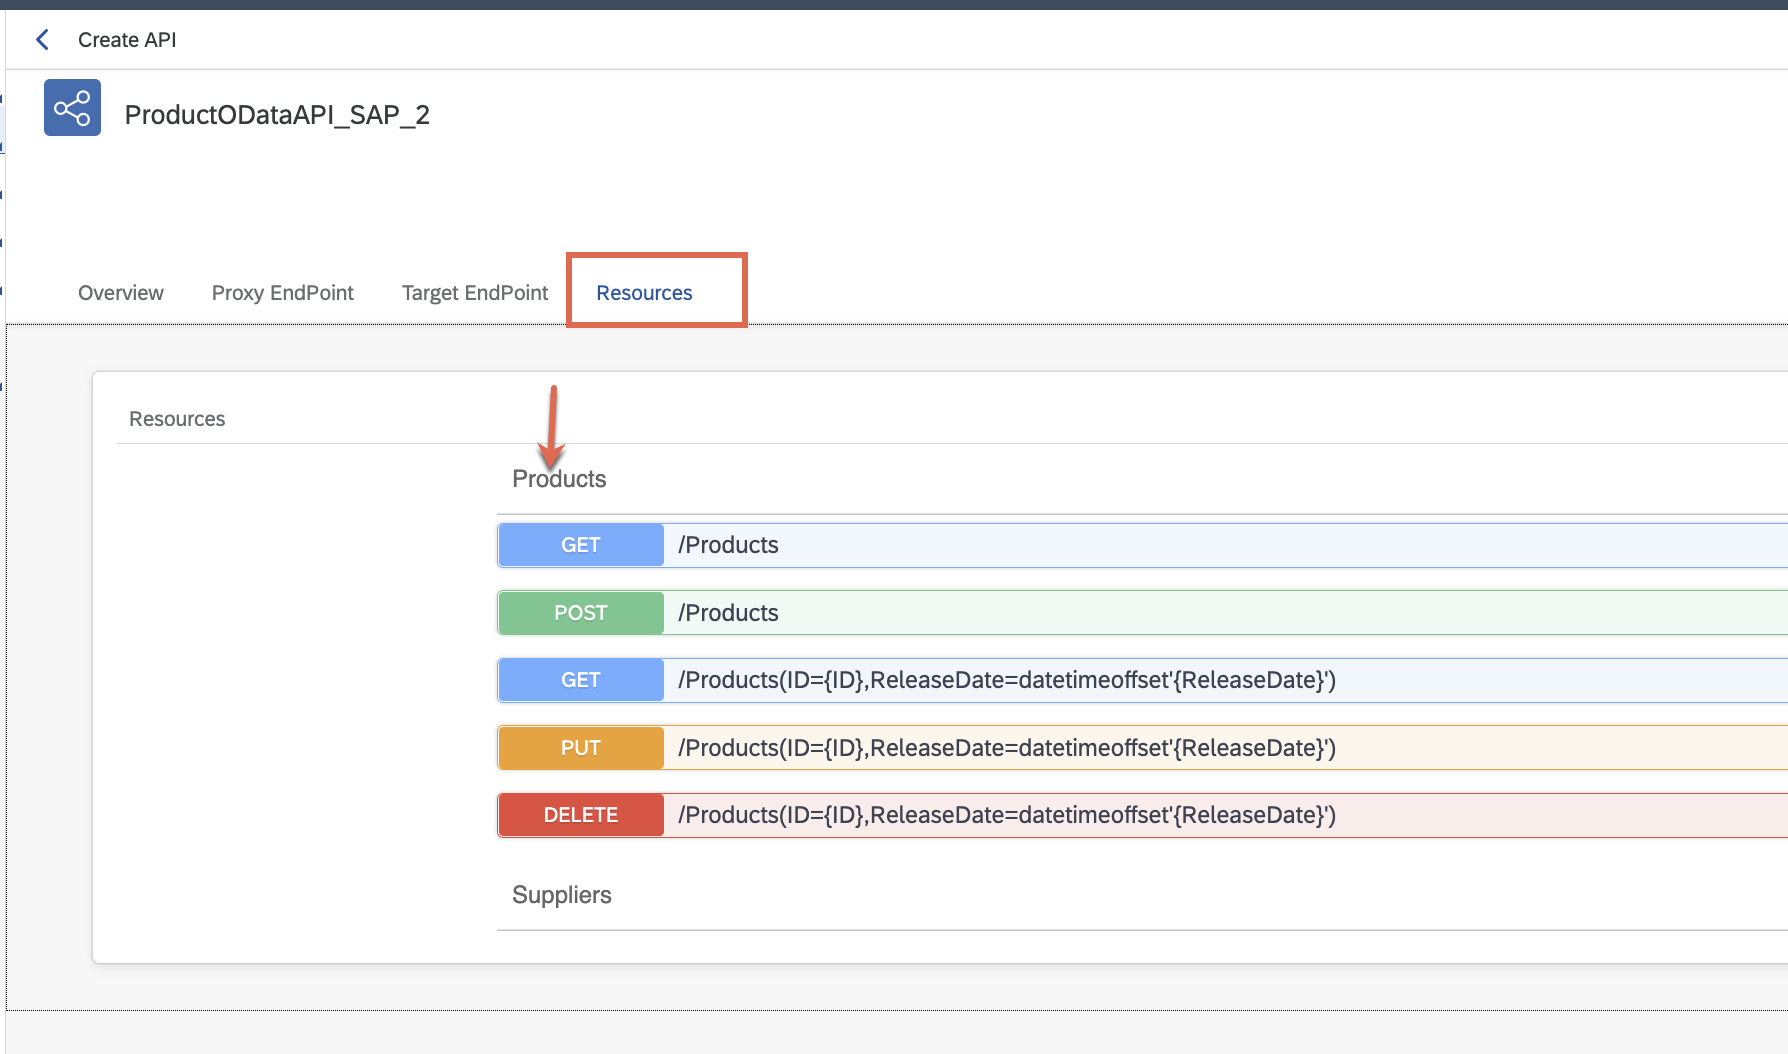 Create API
ProductODataAPI_SAP_2
Overview Proxy EndPoint Target EndPoint Resources
Resources
Products
GET /Products
POST /Products
GET /Products(ID={ID},ReleaseDate=datetimeoffset'{ReleaseDate}')
PUT /Products(ID={ID},ReleaseDate=datetimeoffset'{ReleaseDate}')
DELETE /Products(ID={ID},ReleaseDate=datetimeoffset'{ReleaseDate}')
Suppliers